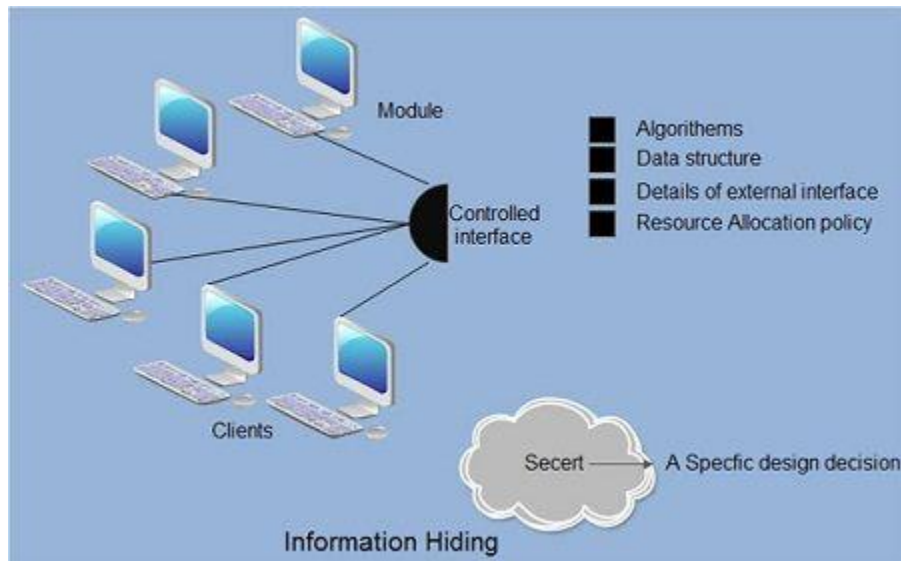 Module
Algorithems
Data structure
Details of external interface
Resource Allocation policy
Controlled
interface
Clients
Secert
A Specfic design decision
Information Hiding